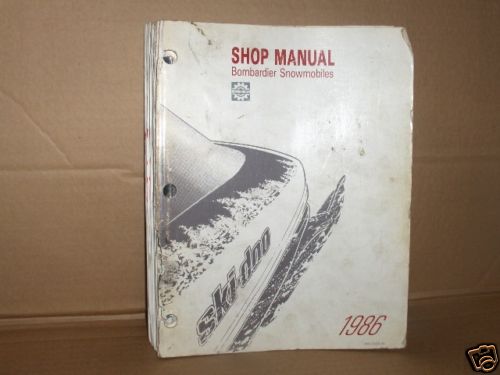 SHOP MANUAL
Bombardier Snowmobiles
ski-doo
1986